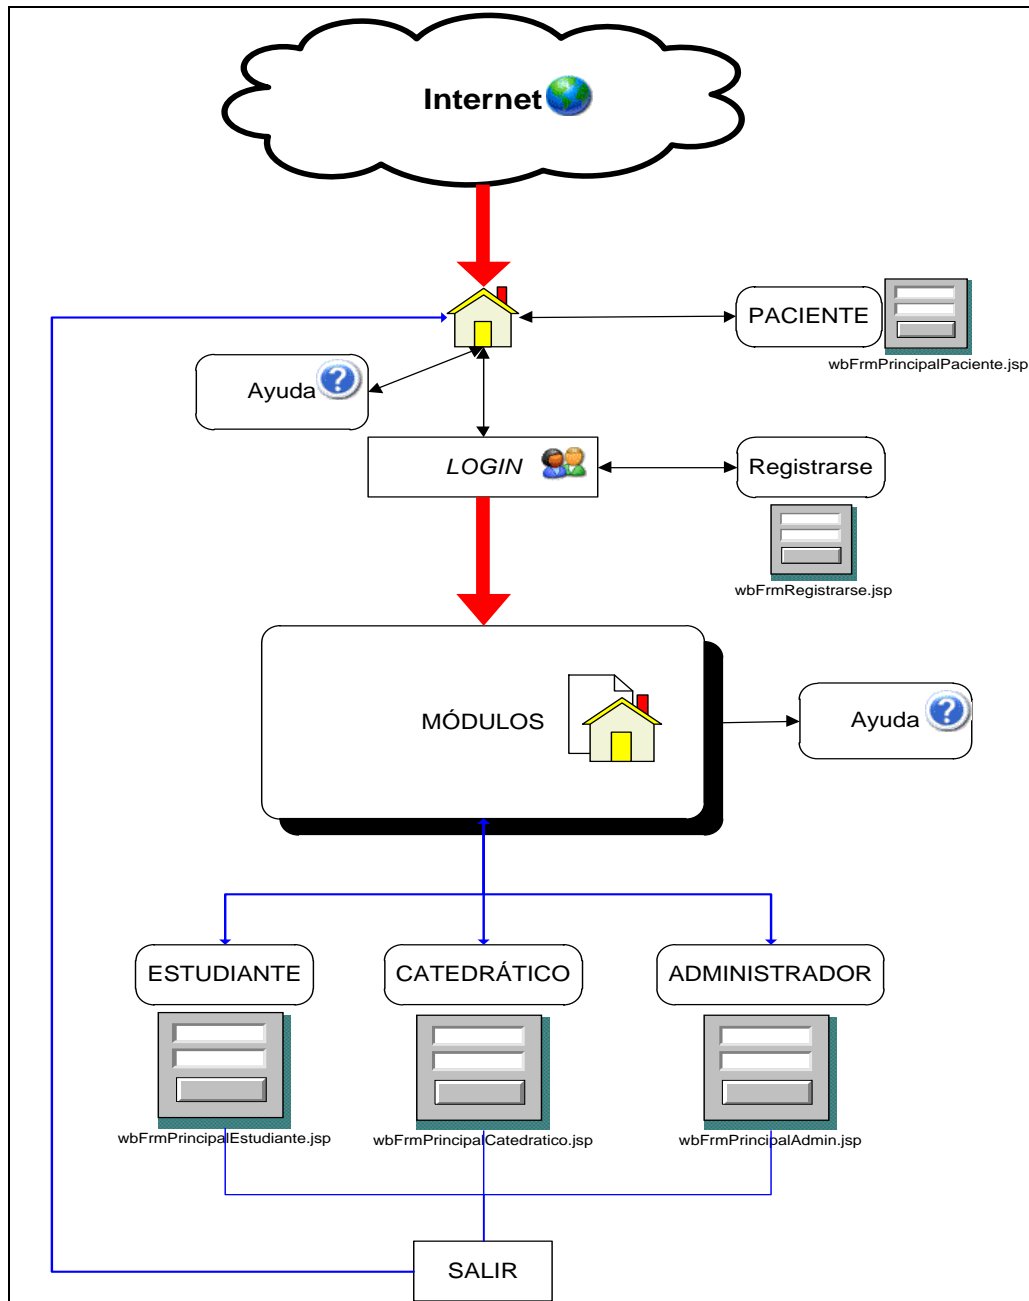 Internet
PACIENTE
wbFrmPrincipalPaciente.jsp
Ayuda
LOGIN
Registrarse
wbFrmRegistrarse.jsp
MÓDULOS
Ayuda
ESTUDIANTE
CATEDRÁTICO
ADMINISTRADOR
wbFrmPrincipalEstudiante.jsp
wbFrmPrincipalCatedratico.jsp
wbFrmPrincipalAdmin.jsp
SALIR